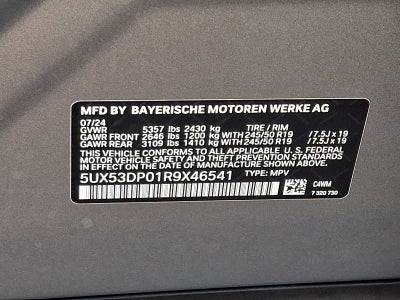 MFD BY BAYERISCHE MOTOREN WERKE AG
07/24 TIRE / RIM
GVWR 5357 lbs 2430 kg
GAWR FRONT 2646 lbs 1200 kg WITH 245/50 R19 / 7.5J x 19
GAWR REAR 3109 lbs 1410 kg WITH 245/50 R19 / 7.5J x 19
THIS VEHICLE CONFORMS TO ALL APPLICABLE U.S. FEDERAL
MOTOR VEHICLE SAFETY, BUMPER, AND THEFT PREVENTION STANDARDS
IN EFFECT ON THE DATE OF MANUFACTURE SHOWN ABOVE.
5UX53DP01R9X46541 TYPE: MPV
C4WM
7 320 730